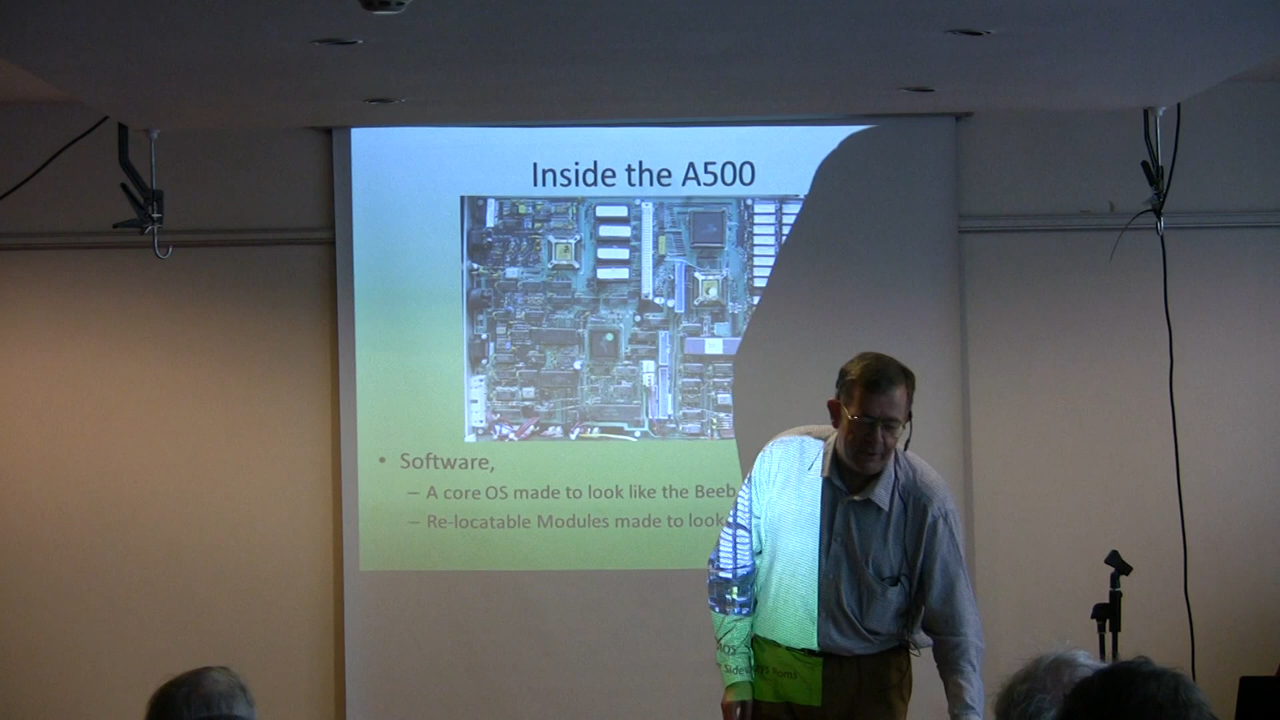 Inside the A500
• Software,
– A core OS made to look like the Beeb
– Re-locatable Modules made to look